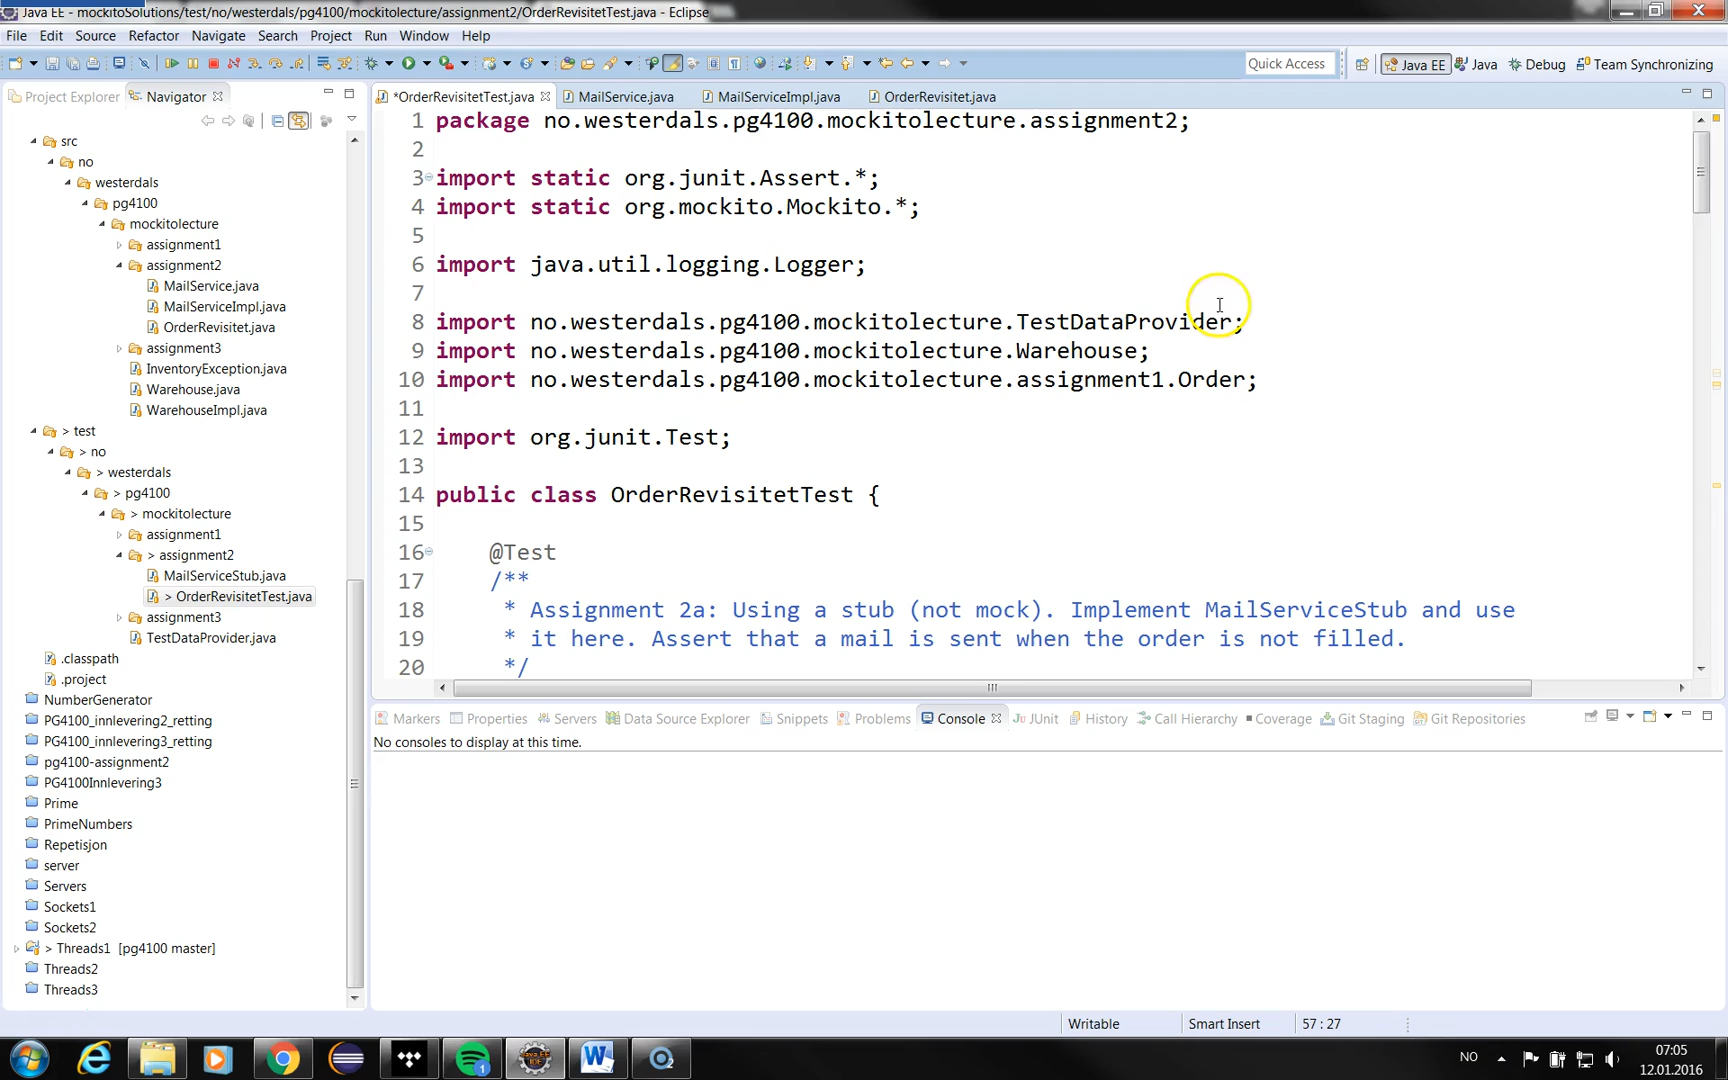 Java EE - mockitoSolutions/test/no/westerdals/pg4100/mockitolecture/assignment2/OrderRevisitetTest.java - Eclipse
File Edit Source Refactor Navigate Search Project Run Window Help
Quick Access Java EE Java Debug Team Synchronizing
Project Explorer Navigator
*OrderRevisitetTest.java MailService.java MailServiceImpl.java OrderRevisitet.java
src
no
westerdals
pg4100
mockitolecture
assignment1
assignment2
MailService.java
MailServiceImpl.java
OrderRevisitet.java
assignment3
InventoryException.java
Warehouse.java
WarehouseImpl.java
> test
> no
> westerdals
> pg4100
> mockitolecture
assignment1
> assignment2
MailServiceStub.java
> OrderRevisitetTest.java
assignment3
TestDataProvider.java
.classpath
.project
NumberGenerator
PG4100_innlevering2_retting
PG4100_innlevering3_retting
pg4100-assignment2
PG4100Innlevering3
Prime
PrimeNumbers
Repetisjon
server
Servers
Sockets1
Sockets2
> Threads1 [pg4100 master]
Threads2
Threads3
1 package no.westerdals.pg4100.mockitolecture.assignment2;
2
3 import static org.junit.Assert.*;
4 import static org.mockito.Mockito.*;
5
6 import java.util.logging.Logger;
7
8 import no.westerdals.pg4100.mockitolecture.TestDataProvider;
9 import no.westerdals.pg4100.mockitolecture.Warehouse;
10 import no.westerdals.pg4100.mockitolecture.assignment1.Order;
11
12 import org.junit.Test;
13
14 public class OrderRevisitetTest {
15
16 @Test
17 /**
18 * Assignment 2a: Using a stub (not mock). Implement MailServiceStub and use
19 * it here. Assert that a mail is sent when the order is not filled.
20 */
Markers Properties Servers Data Source Explorer Snippets Problems Console JUnit History Call Hierarchy Coverage Git Staging Git Repositories
No consoles to display at this time.
Writable Smart Insert 57 : 27
NO 07:05
12.01.2016